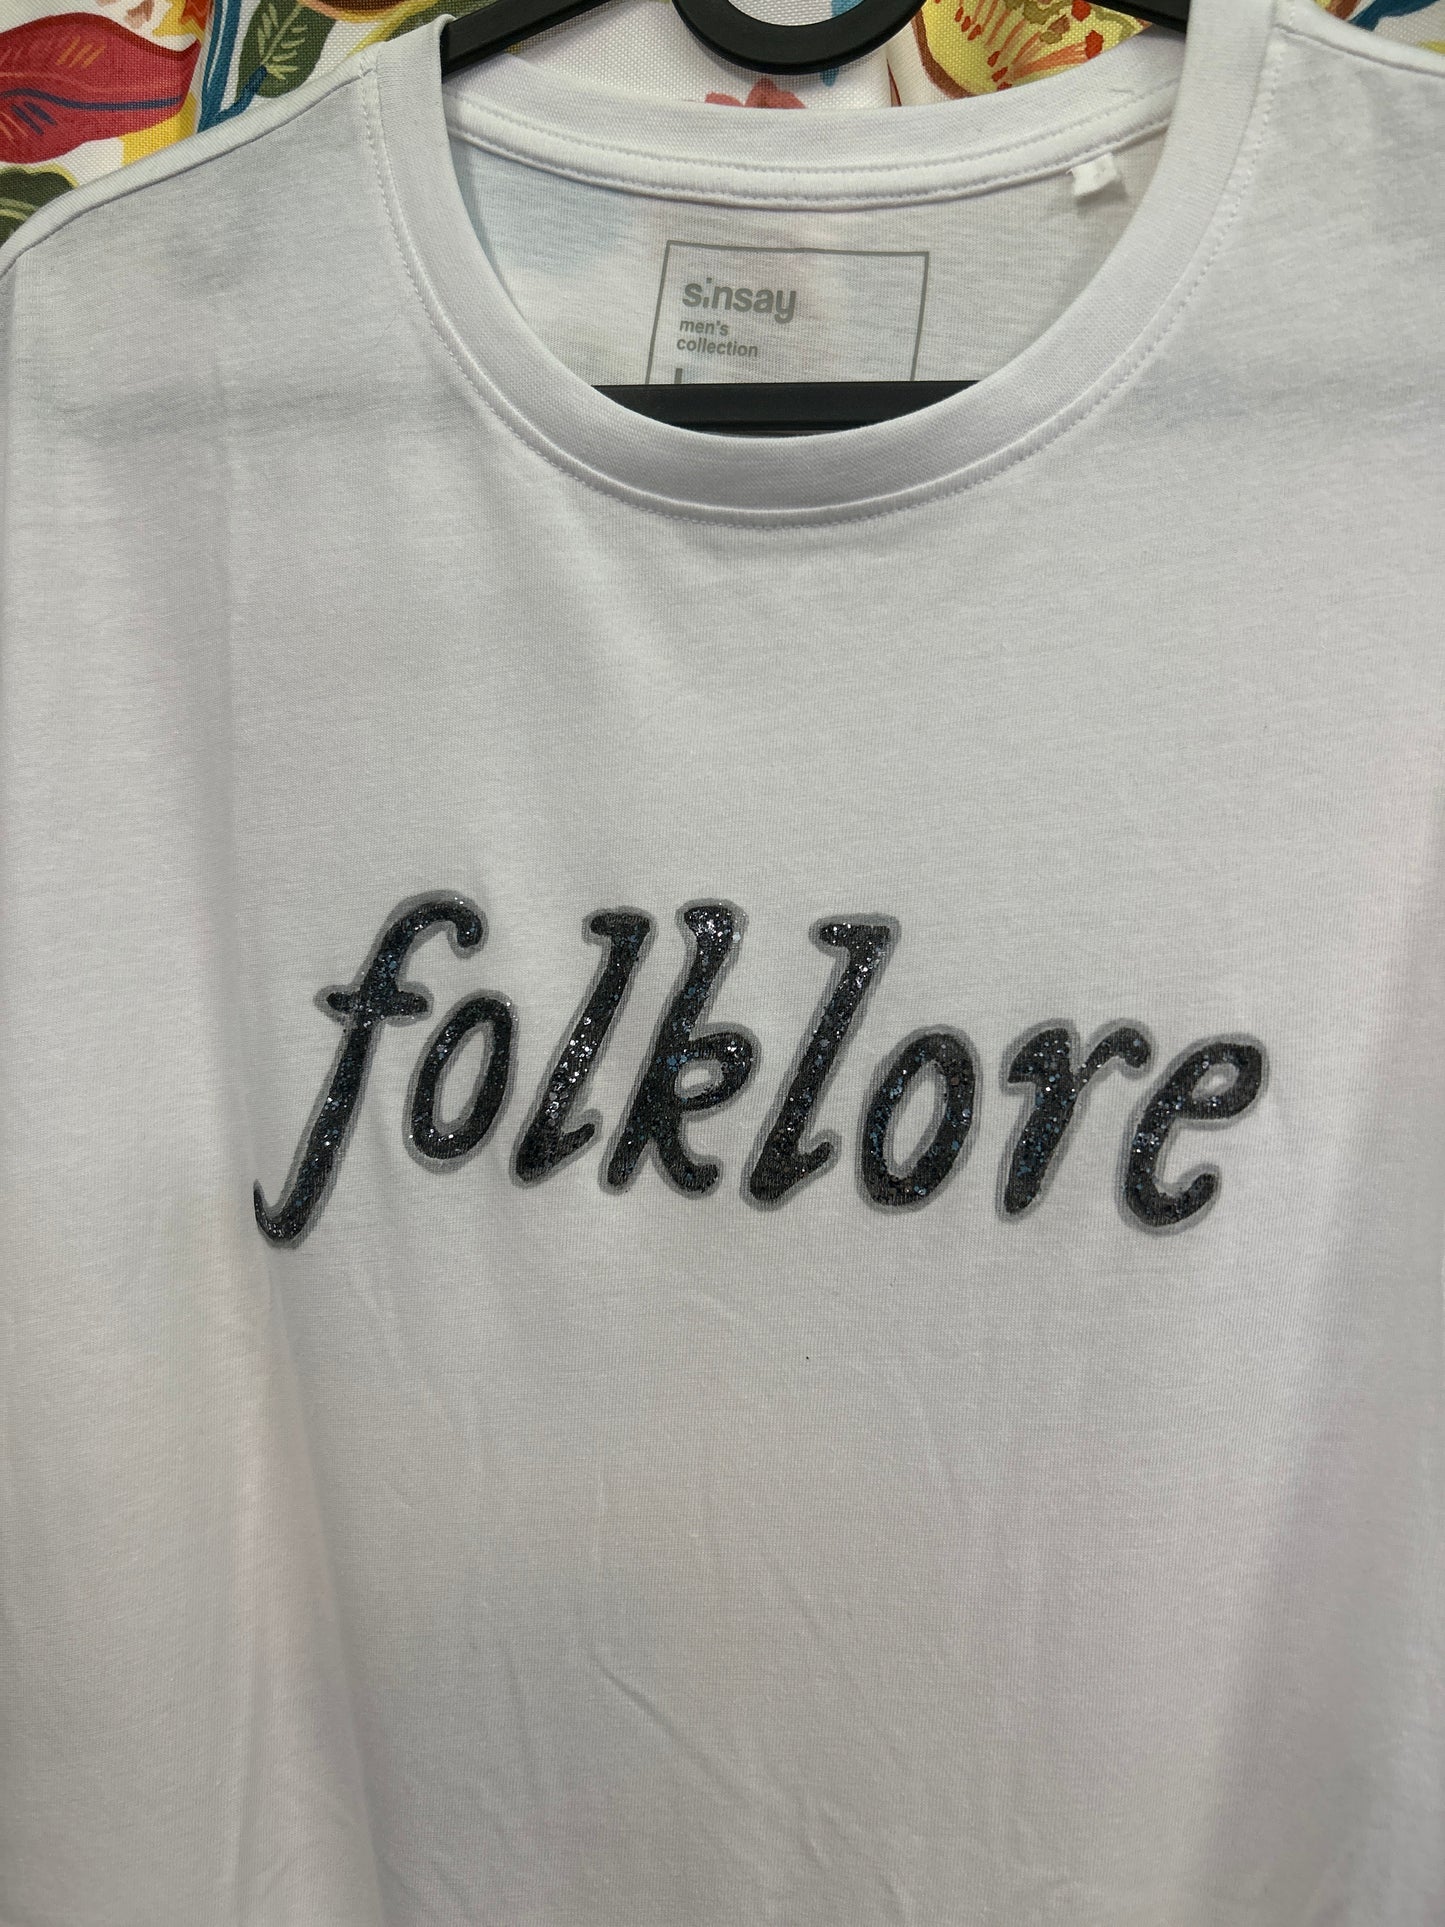 sinsay
men's
collection
folklore